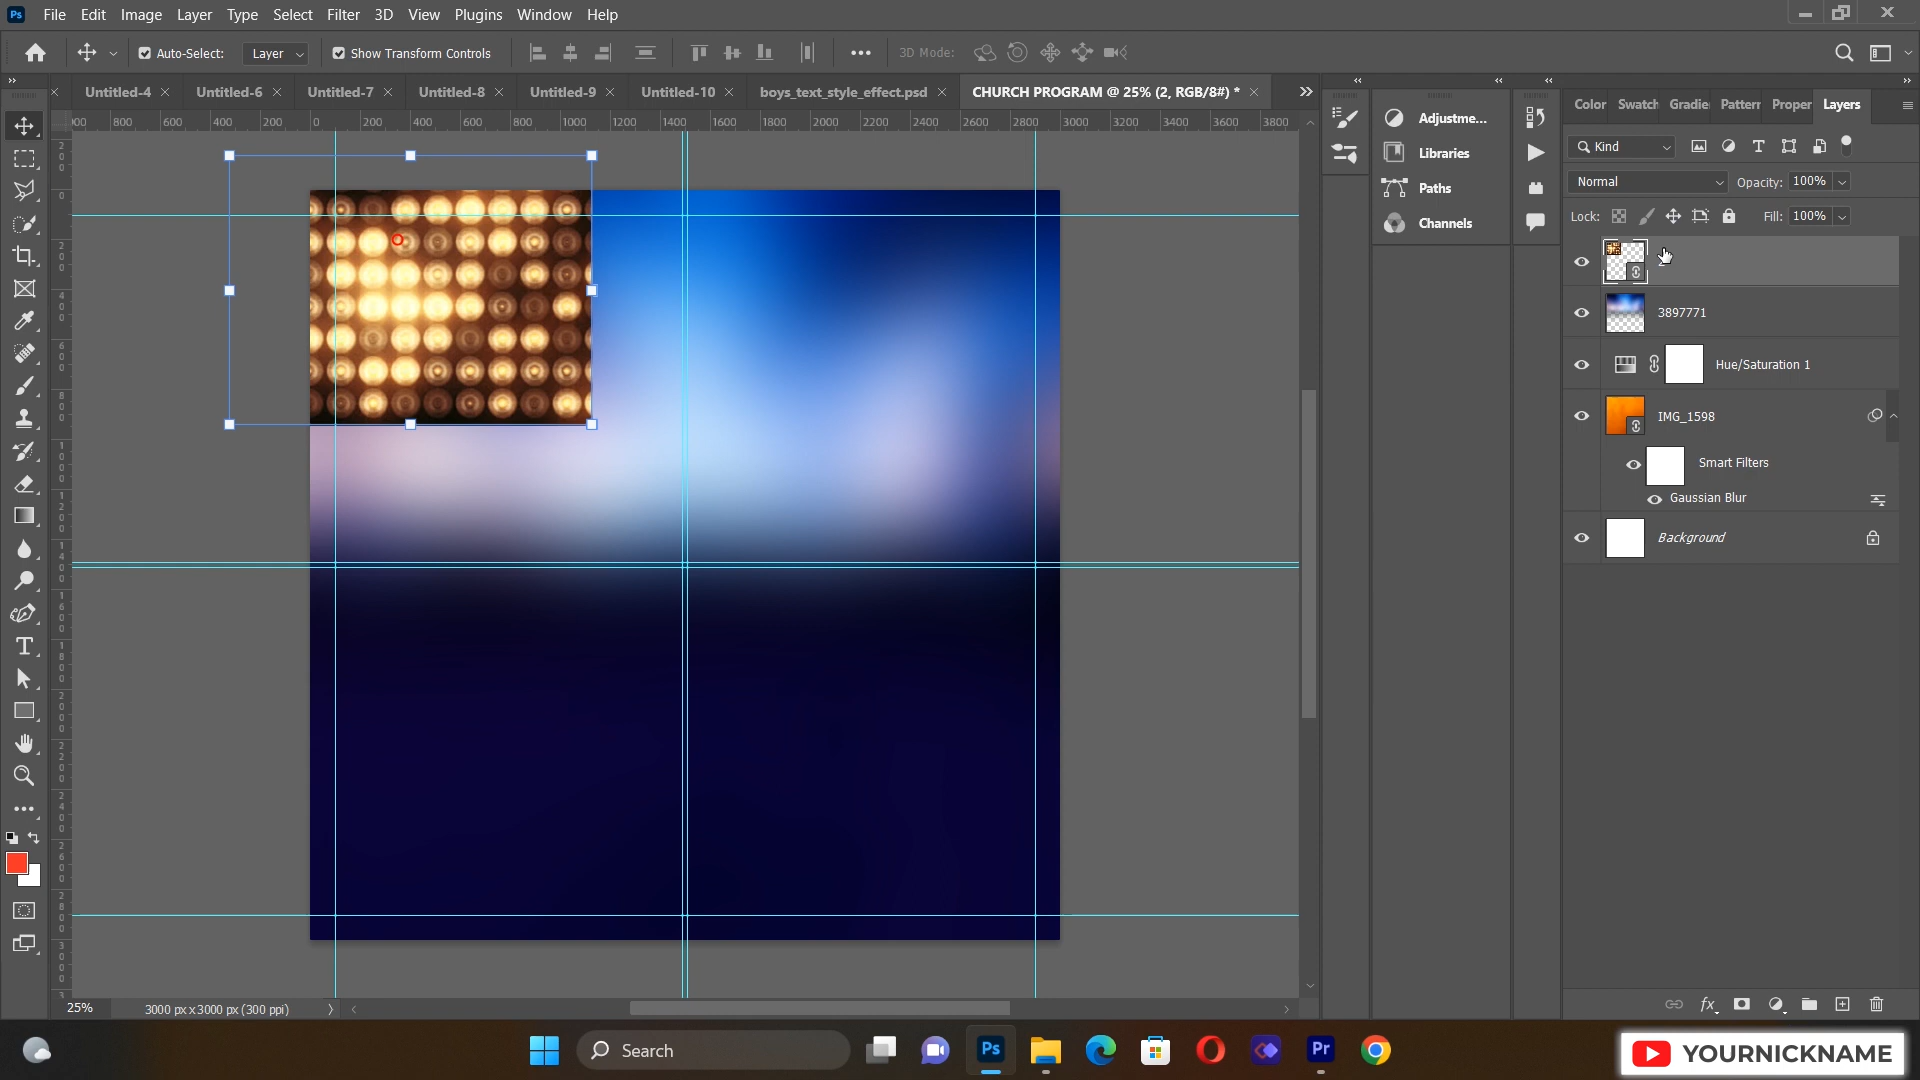 Ps File Edit Image Layer Type Select Filter 3D View Plugins Window Help
Auto-Select: Layer Show Transform Controls 3D Mode:
Untitled-4 Untitled-6 Untitled-7 Untitled-8 Untitled-9 Untitled-10 boys_text_style_effect.psd CHURCH PROGRAM @ 25% (2, RGB/8#) *
800 600 400 200 0 200 400 600 800 1000 1200 1400 1600 1800 2000 2200 2400 2600 2800 3000 3200 3400 3600 3800
Adjustme...
Libraries
Paths
Channels
Color Swatch Gradie Pattern Proper Layers
Kind
Normal Opacity: 100%
Lock: Fill: 100%
3897771
Hue/Saturation 1
IMG_1598
Smart Filters
Gaussian Blur
Background
25% 3000 px x 3000 px (300 ppi)
Search
Ps
Pr
YOURNICKNAME